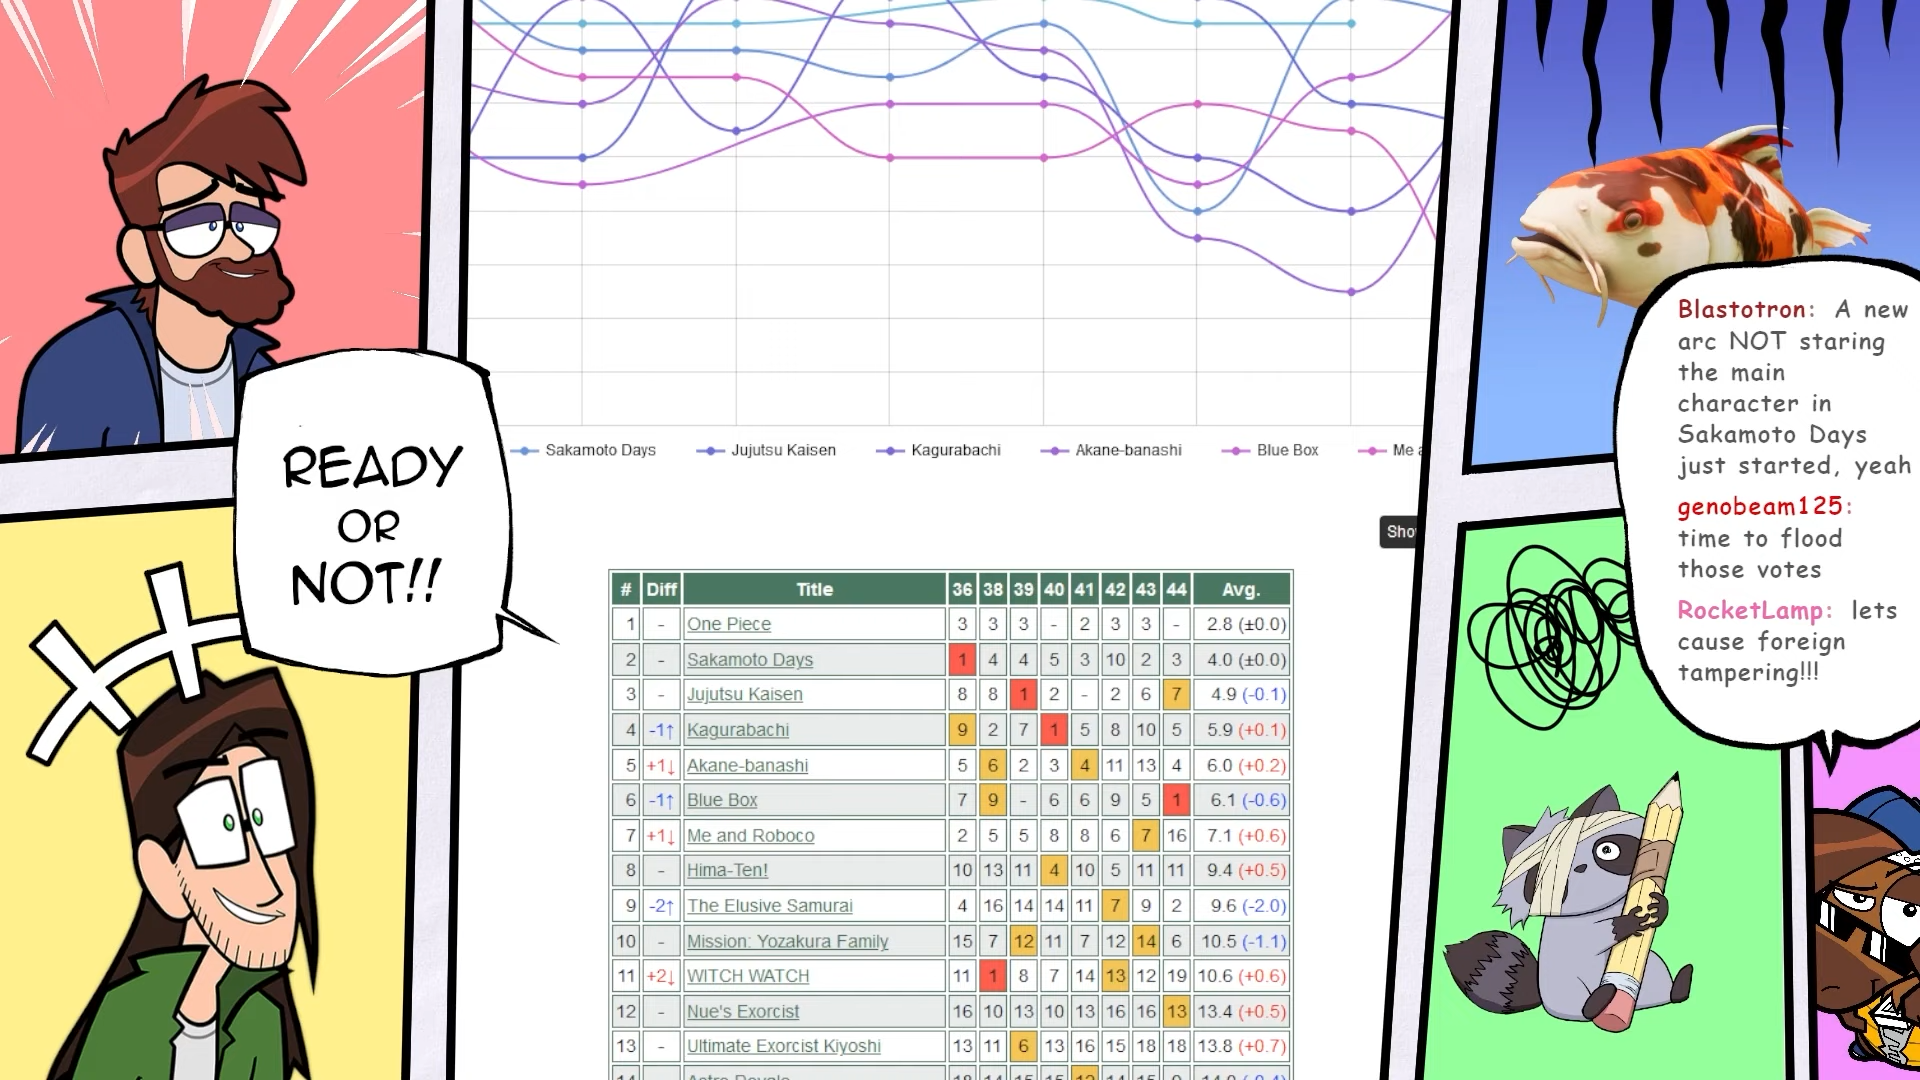 READY
OR
NOT!!
Sakamoto Days Jujutsu Kaisen Kagurabachi Akane-banashi Blue Box Me
# Diff Title 36 38 39 40 41 42 43 44 Avg.
1 - One Piece 3 3 3 - 2 3 3 - 2.8 (±0.0)
2 - Sakamoto Days 1 4 4 5 3 10 2 3 4.0 (±0.0)
3 - Jujutsu Kaisen 8 8 1 2 - 2 6 7 4.9 (-0.1)
4 -1↑ Kagurabachi 9 2 7 1 5 8 10 5 5.9 (+0.1)
5 +1↓ Akane-banashi 5 6 2 3 4 11 13 4 6.0 (+0.2)
6 -1↑ Blue Box 7 9 - 6 6 9 5 1 6.1 (-0.6)
7 +1↓ Me and Roboco 2 5 5 8 8 6 7 16 7.1 (+0.6)
8 - Hima-Ten! 10 13 11 4 10 5 11 11 9.4 (+0.5)
9 -2↑ The Elusive Samurai 4 16 14 14 11 7 9 2 9.6 (-2.0)
10 - Mission: Yozakura Family 15 7 12 11 7 12 14 6 10.5 (-1.1)
11 +2↓ WITCH WATCH 11 1 8 7 14 13 12 19 10.6 (+0.6)
12 - Nue's Exorcist 16 10 13 10 13 16 16 13 13.4 (+0.5)
13 - Ultimate Exorcist Kiyoshi 13 11 6 13 16 15 18 18 13.8 (+0.7)
Blastotron: A new
arc NOT staring
the main
character in
Sakamoto Days
just started, yeah
genobeam125:
time to flood
those votes
RocketLamp: lets
cause foreign
tampering!!!